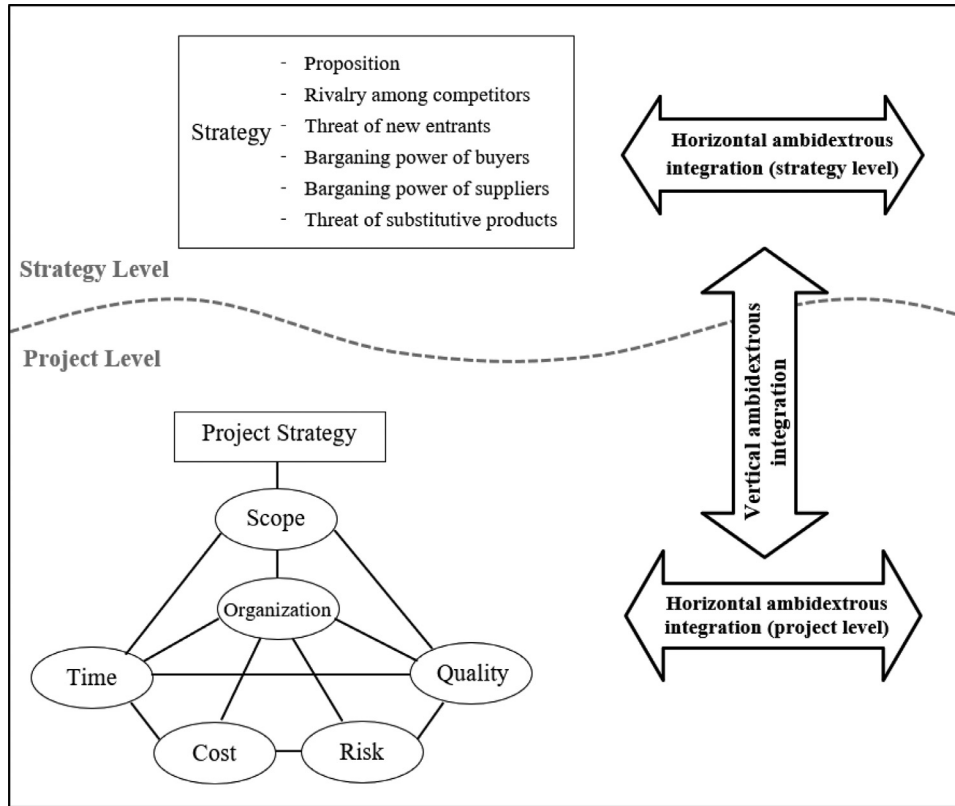 Strategy
- Proposition
- Rivalry among competitors
- Threat of new entrants
- Barganing power of buyers
- Barganing power of suppliers
- Threat of substitutive products
Horizontal ambidextrous
integration (strategy level)
Strategy Level
Project Level
Vertical ambidextrous
integration
Project Strategy
Scope
Organization
Time
Quality
Cost
Risk
Horizontal ambidextrous
integration (project level)